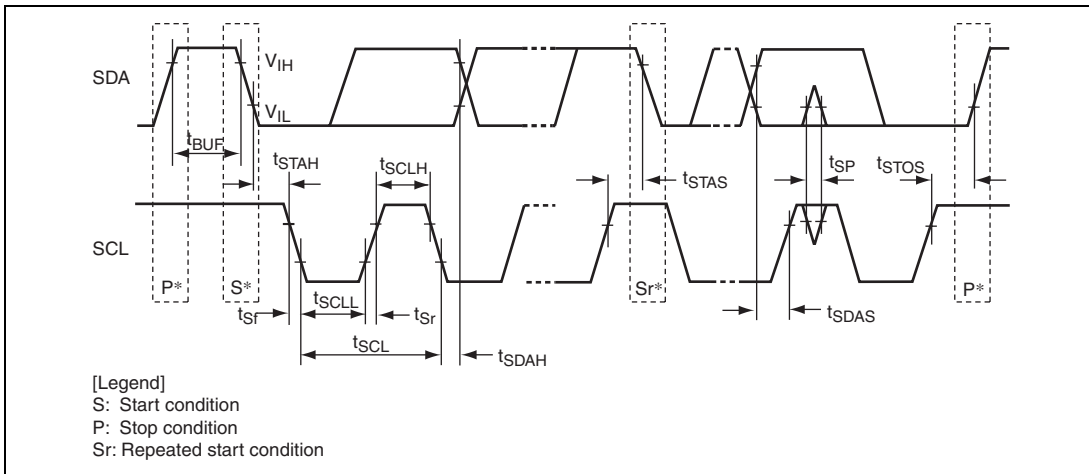 SDA
VIH
VIL
tBUF
tSTAH
tSCLH
tSTAS
tSP
tSTOS
SCL
P*
S*
Sr*
P*
tSf
tSCLL
tSr
tSDAS
tSCL
tSDAH
[Legend]
S: Start condition
P: Stop condition
Sr: Repeated start condition